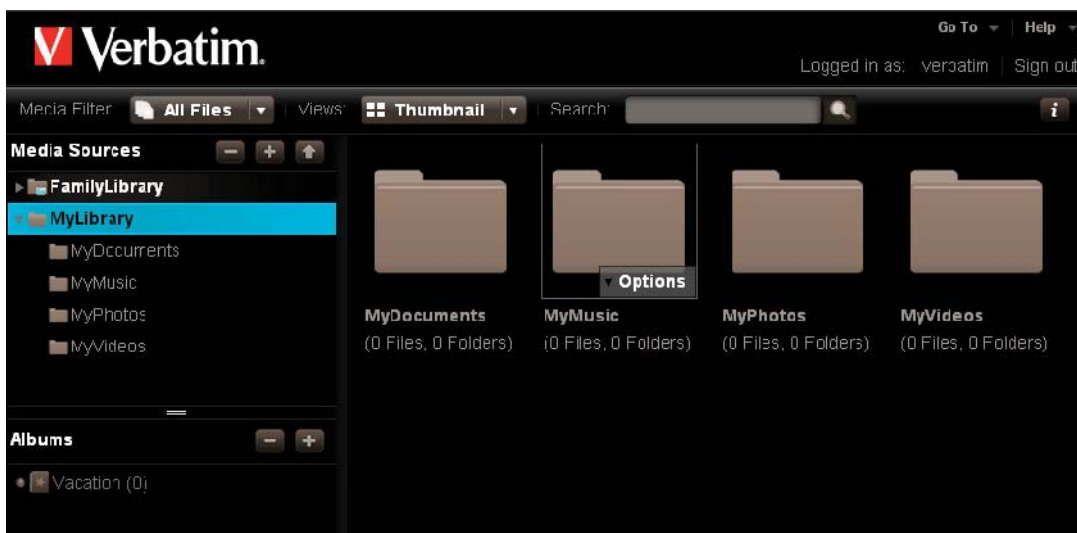 Verbatim.
Go To Help
Logged in as: verbatim Sign out
Media Filter All Files Views: Thumbnail Search:
Media Sources
FamilyLibrary
MyLibrary
MyDocuments
MyMusic
MyPhotos
MyVideos
Albums
Vacation (0)
Options
MyDocuments MyMusic MyPhotos MyVideos
(0 Files, 0 Folders) (0 Files, 0 Folders) (0 Files, 0 Folders) (0 Files, 0 Folders)